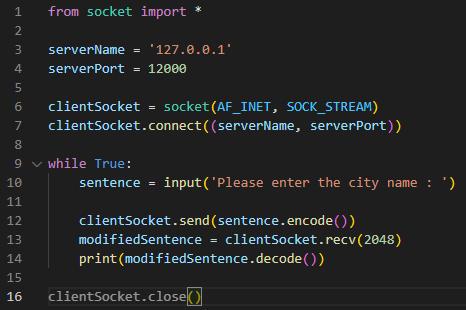 1 from socket import *
2
3 serverName = '127.0.0.1'
4 serverPort = 12000
5
6 clientSocket = socket(AF_INET, SOCK_STREAM)
7 clientSocket.connect((serverName, serverPort))
8
9 while True:
10     sentence = input('Please enter the city name : ')
11
12     clientSocket.send(sentence.encode())
13     modifiedSentence = clientSocket.recv(2048)
14     print(modifiedSentence.decode())
15
16 clientSocket.close()